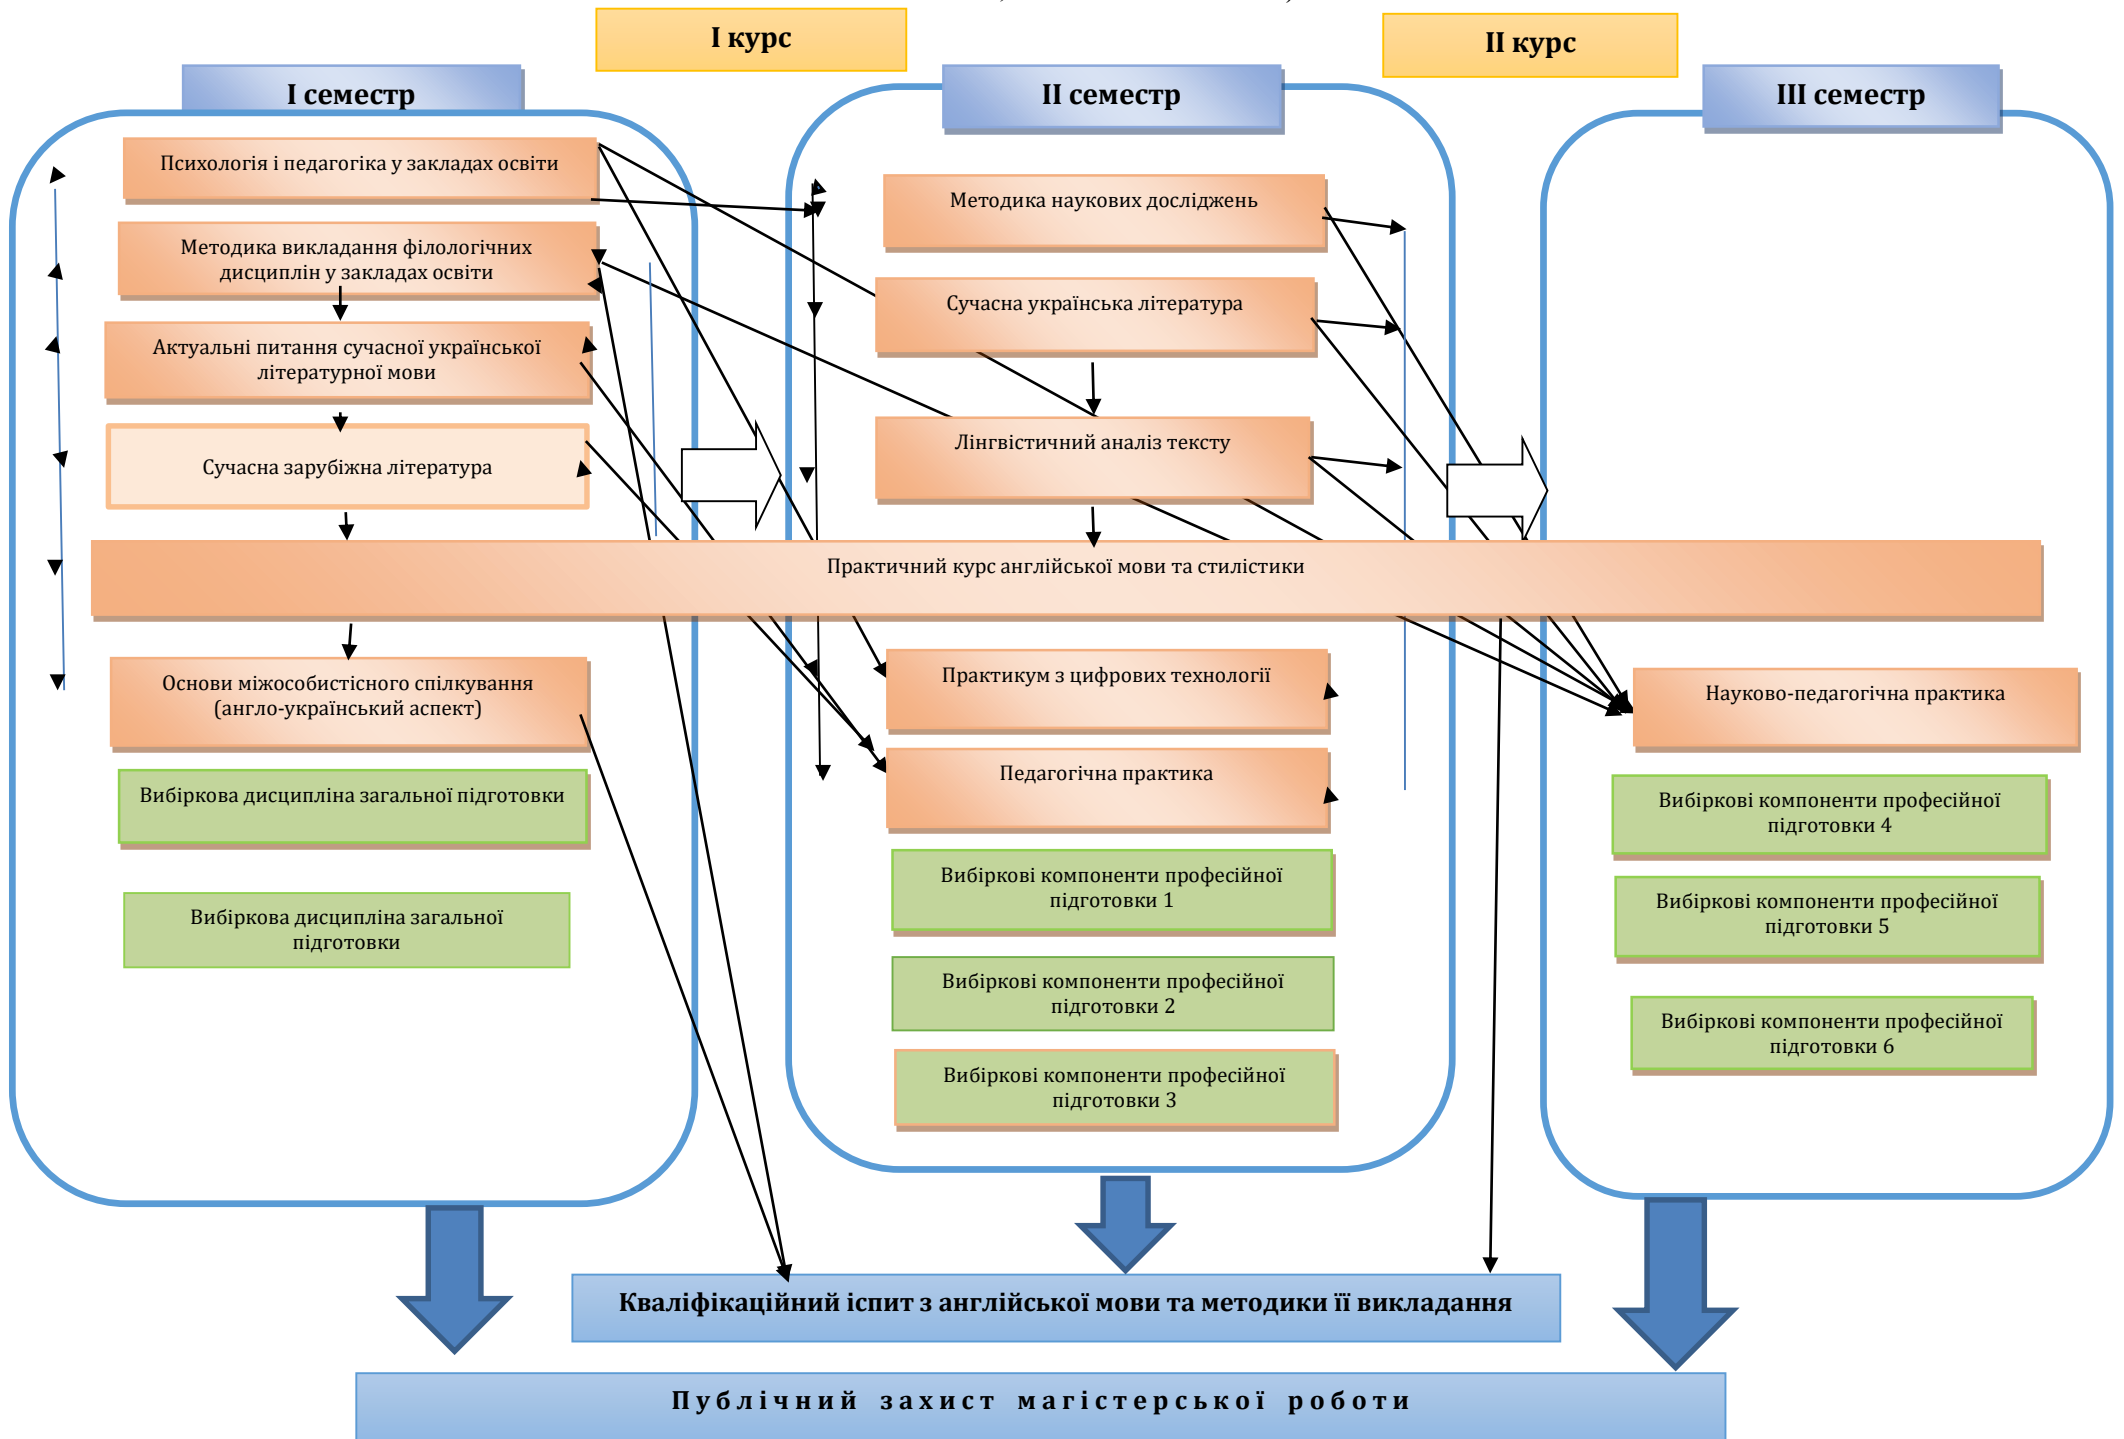 І курс
ІІ курс
І семестр
ІІ семестр
ІІІ семестр
Психологія і педагогіка у закладах освіти
Методика викладання філологічних
дисциплін у закладах освіти
Актуальні питання сучасної української
літературної мови
Сучасна зарубіжна література
Методика наукових досліджень
Сучасна українська література
Лінгвістичний аналіз тексту
Практичний курс англійської мови та стилістики
Основи міжособистісного спілкування
(англо-український аспект)
Вибіркова дисципліна загальної підготовки
Вибіркова дисципліна загальної
підготовки
Практикум з цифрових технології
Педагогічна практика
Вибіркові компоненти професійної
підготовки 1
Вибіркові компоненти професійної
підготовки 2
Вибіркові компоненти професійної
підготовки 3
Науково-педагогічна практика
Вибіркові компоненти професійної
підготовки 4
Вибіркові компоненти професійної
підготовки 5
Вибіркові компоненти професійної
підготовки 6
Кваліфікаційний іспит з англійської мови та методики її викладання
Публічний захист магістерської роботи